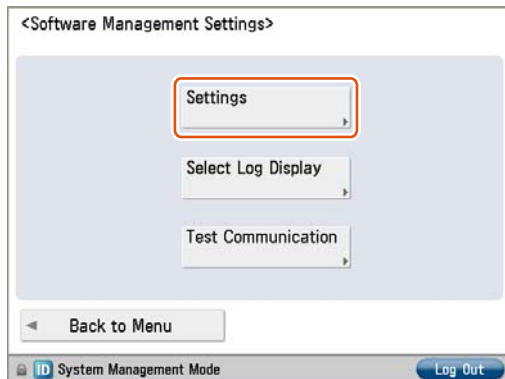 <Software Management Settings>
Settings
Select Log Display
Test Communication
Back to Menu
ID System Management Mode
Log Out